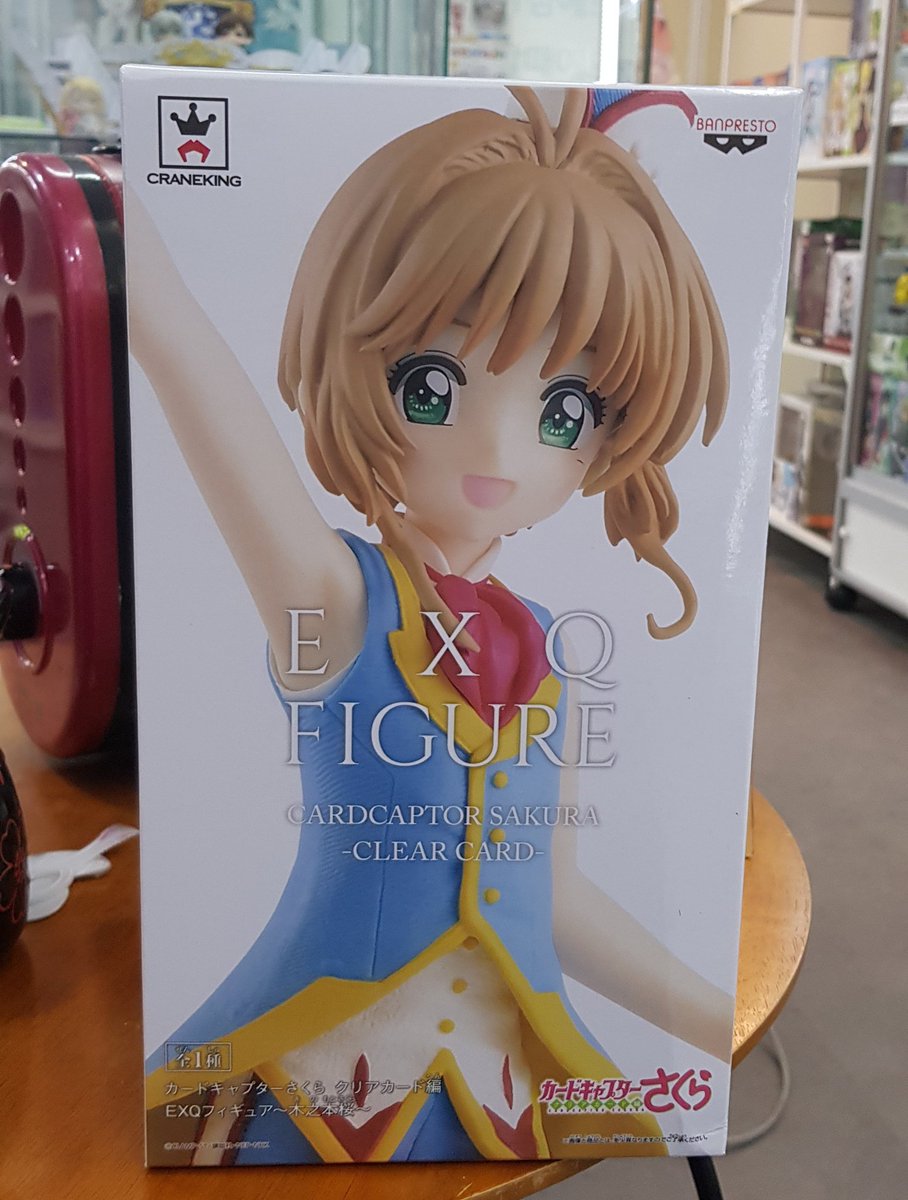 CRANEKING
BANPRESTO
E X Q
FIGURE
CARDCAPTOR SAKURA
-CLEAR CARD-
全1種
カードキャプターさくら クリアカード編
EXQフィギュア～木之本桜～
カードキャプター
さくら